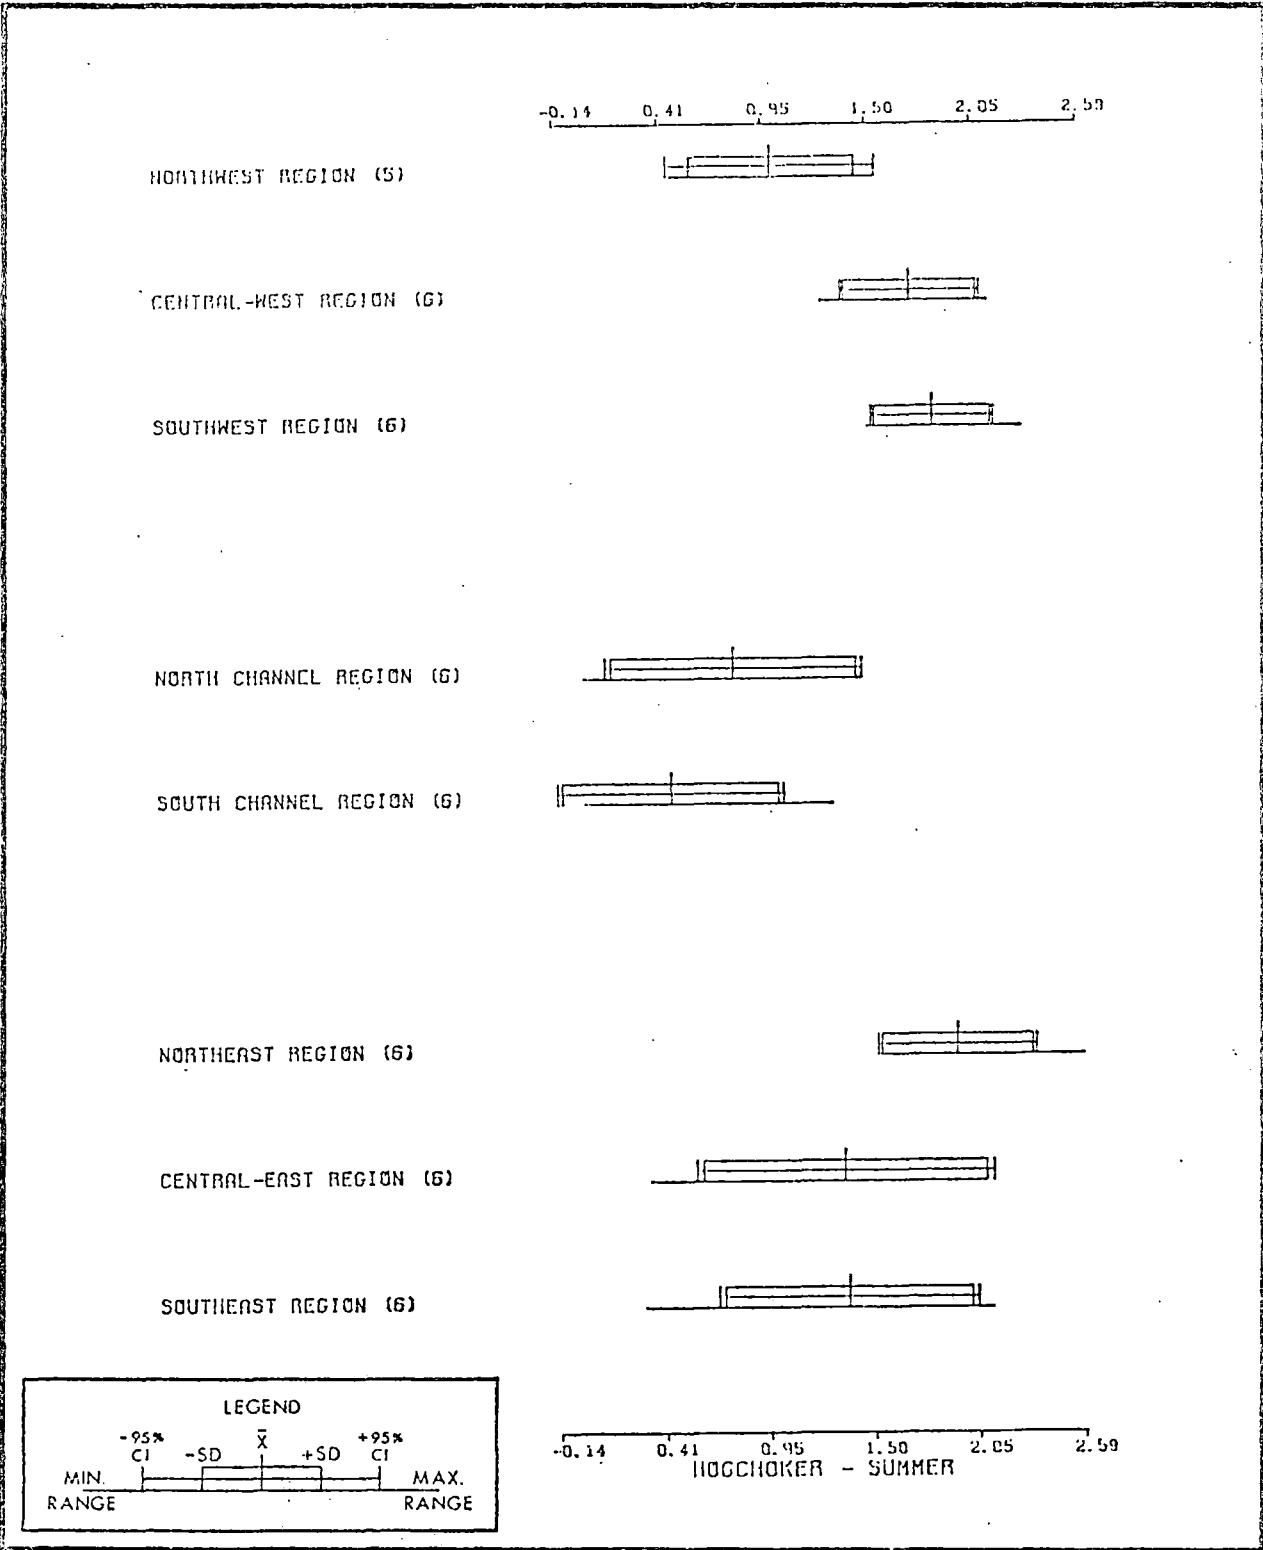 -0.14 0.41 0.95 1.50 2.05 2.59
NORTHWEST REGION (5)
CENTRAL-WEST REGION (6)
SOUTHWEST REGION (6)
NORTH CHANNEL REGION (6)
SOUTH CHANNEL REGION (6)
NORTHEAST REGION (6)
CENTRAL-EAST REGION (6)
SOUTHEAST REGION (6)
-0.14 0.41 0.95 1.50 2.05 2.59
HOGCHOKER - SUMMER
LEGEND
-95% CI -SD X̄ +SD +95% CI
MIN. RANGE MAX. RANGE